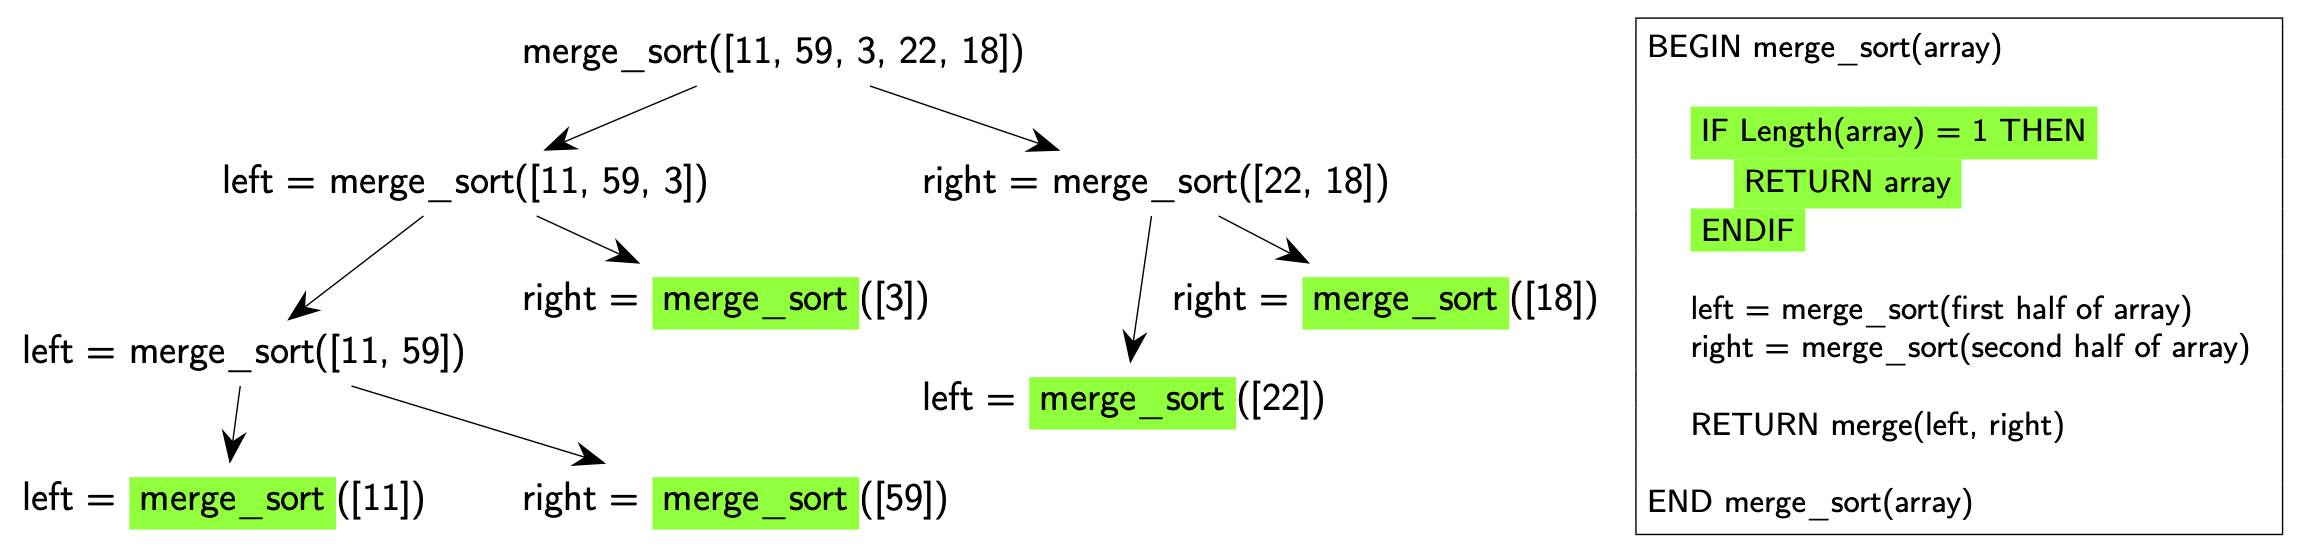 merge_sort([11, 59, 3, 22, 18])
left = merge_sort([11, 59, 3])
right = merge_sort([22, 18])
right = merge_sort([3])
right = merge_sort([18])
left = merge_sort([11, 59])
left = merge_sort([22])
left = merge_sort([11])
right = merge_sort([59])
BEGIN merge_sort(array)
IF Length(array) = 1 THEN
RETURN array
ENDIF
left = merge_sort(first half of array)
right = merge_sort(second half of array)
RETURN merge(left, right)
END merge_sort(array)